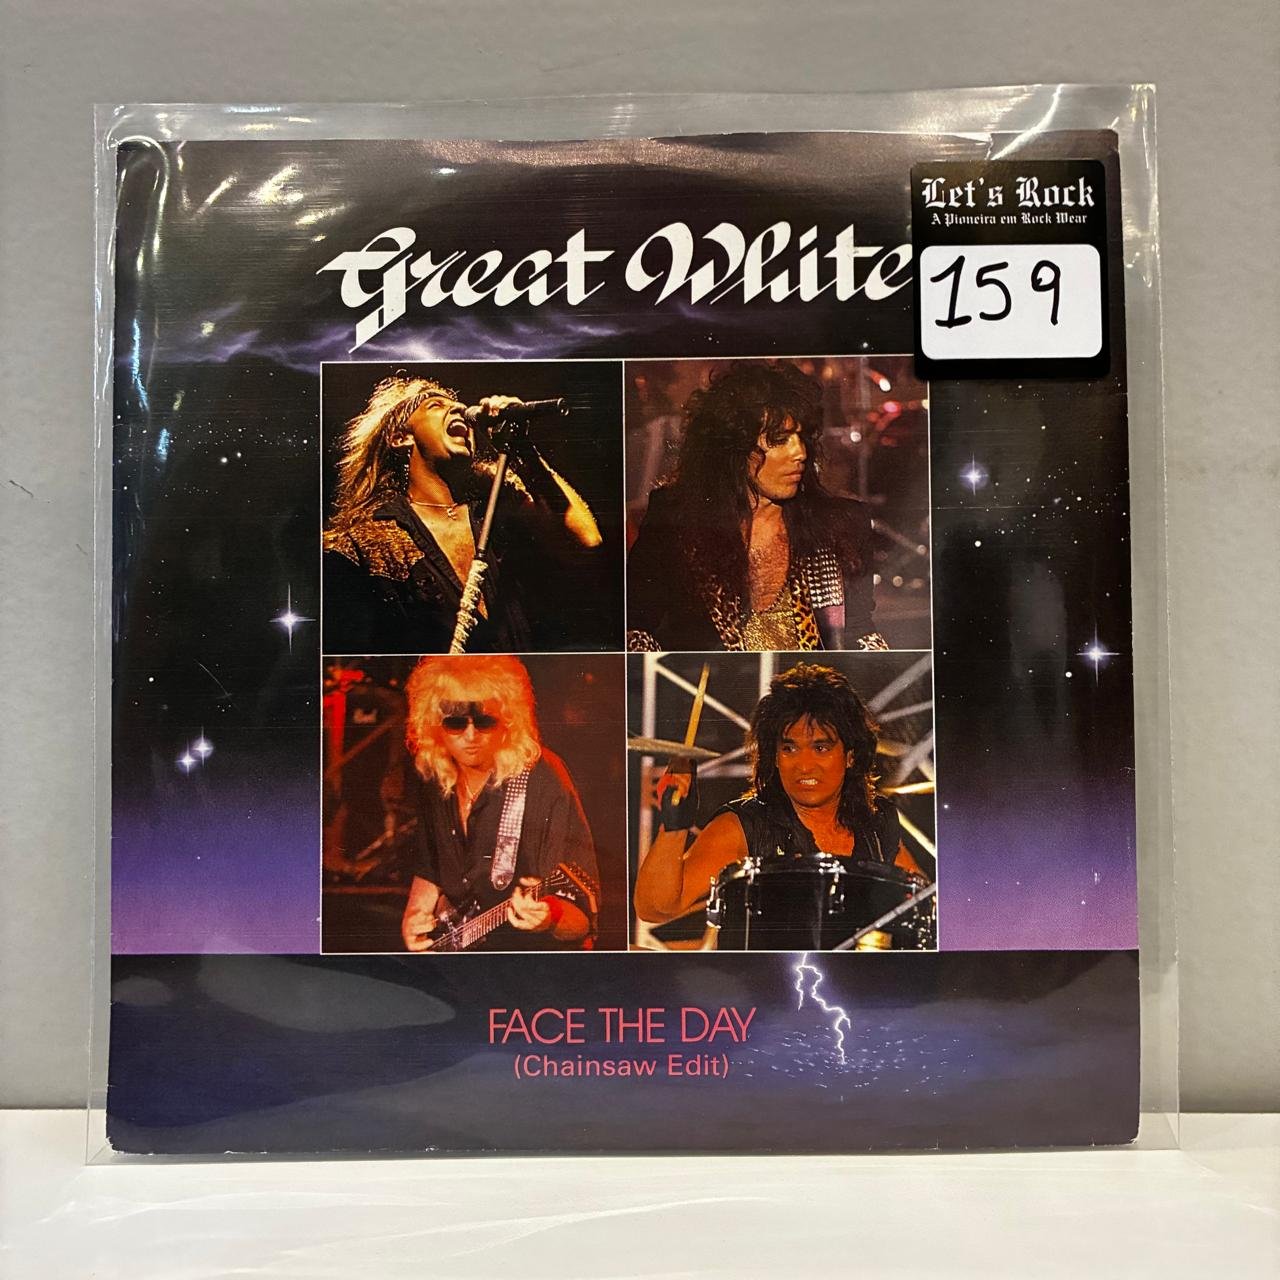 Let's Rock
A Pioneira em Rock Wear
159
Great White
FACE THE DAY
(Chainsaw Edit)